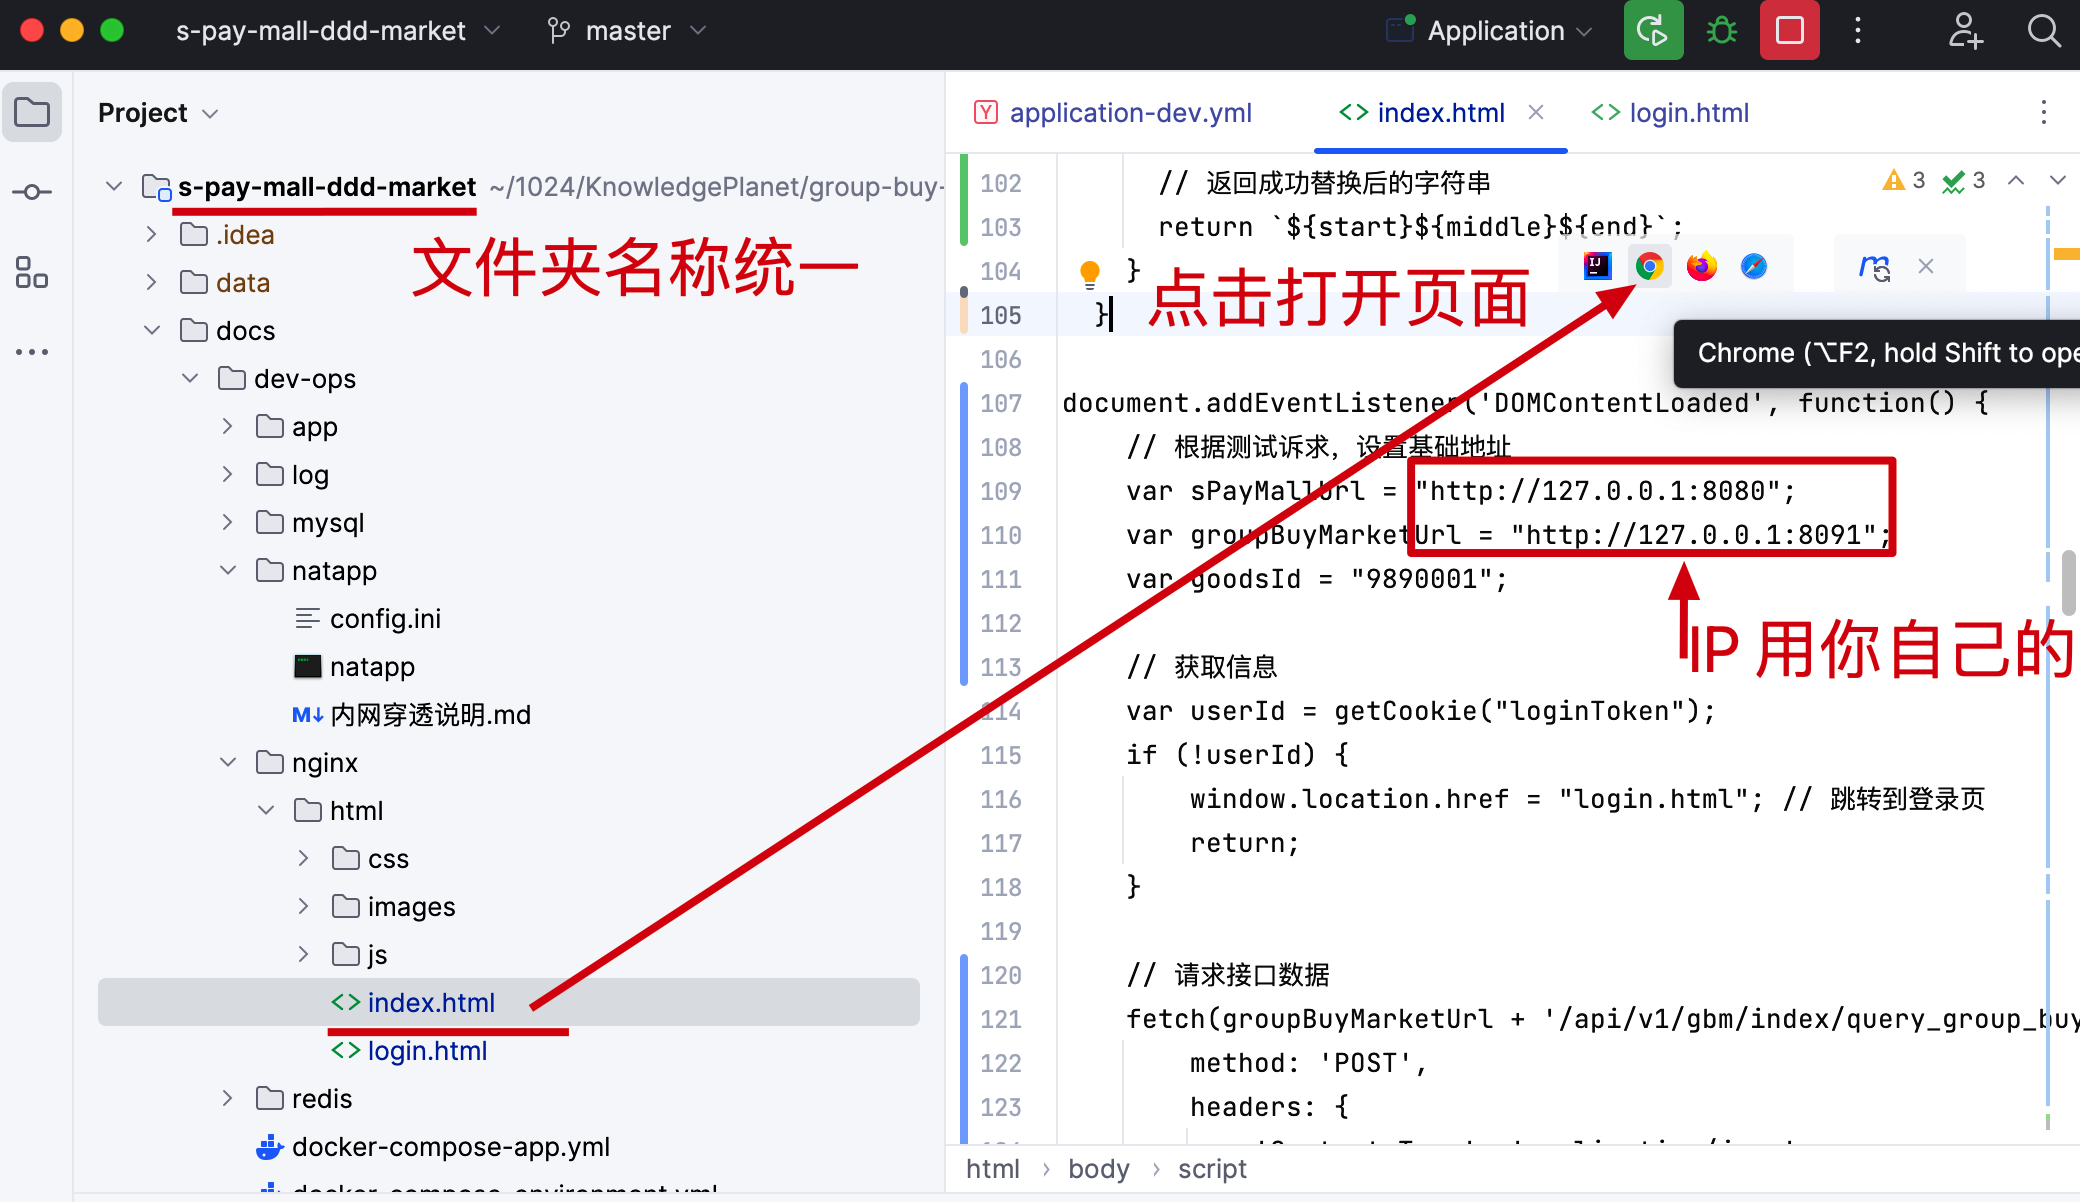 s-pay-mall-ddd-market master Application
Project
s-pay-mall-ddd-market ~/1024/KnowledgePlanet/group-buy-
.idea
文件夹名称统一
data
docs
dev-ops
app
log
mysql
natapp
config.ini
natapp
内网穿透说明.md
nginx
html
css
images
js
index.html
login.html
redis
docker-compose-app.yml
docker-compose-environment.yml
application-dev.yml index.html login.html
3 3
102 // 返回成功替换后的字符串
103 return `${start}${middle}${end}`;
104 }
点击打开页面
105 }
Chrome (⌥F2, hold Shift to ope
106
107 document.addEventListener('DOMContentLoaded', function() {
108 // 根据测试诉求，设置基础地址
109 var sPayMallUrl = "http://127.0.0.1:8080";
110 var groupBuyMarketUrl = "http://127.0.0.1:8091";
111 var goodsId = "9890001";
112
IP 用你自己的
113 // 获取信息
114 var userId = getCookie("loginToken");
115 if (!userId) {
116 window.location.href = "login.html"; // 跳转到登录页
117 return;
118 }
119
120 // 请求接口数据
121 fetch(groupBuyMarketUrl + '/api/v1/gbm/index/query_group_buy
122 method: 'POST',
123 headers: {
html › body › script